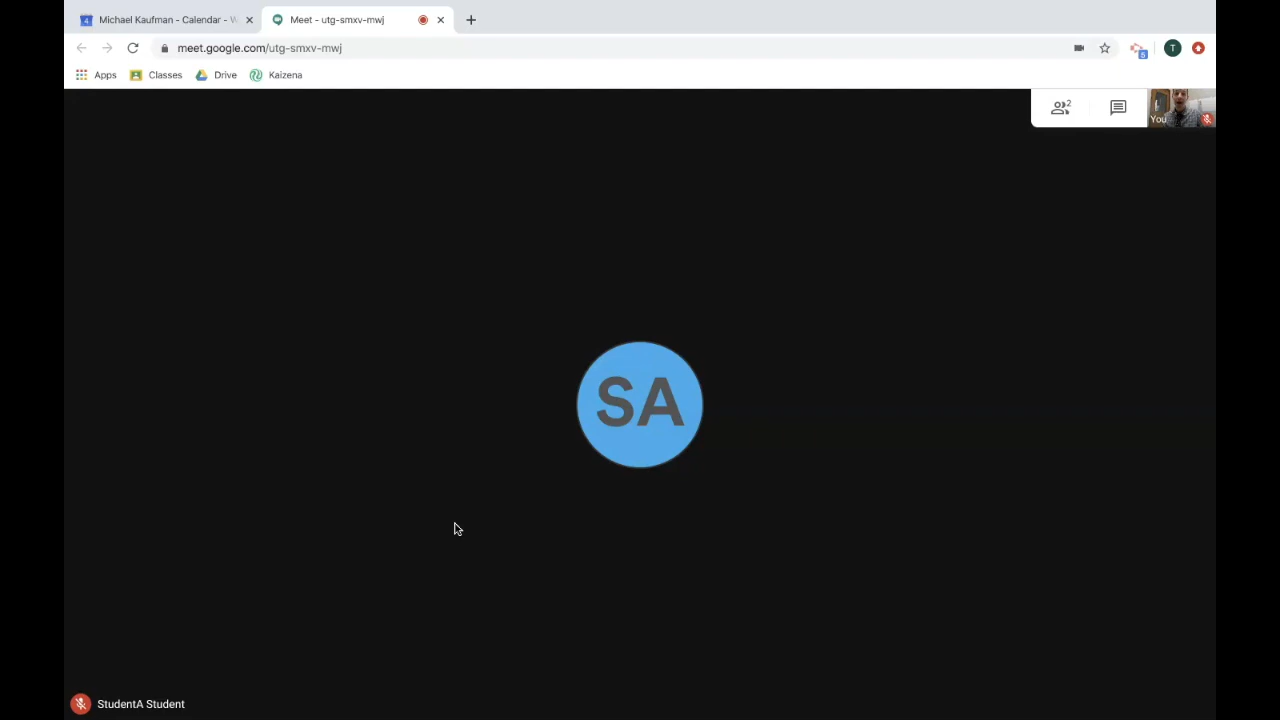 Michael Kaufman - Calendar - W
Meet - utg-smxv-mwj
meet.google.com/utg-smxv-mwj
5
T
Apps
Classes
Drive
Kaizena
2
You
SA
StudentA Student